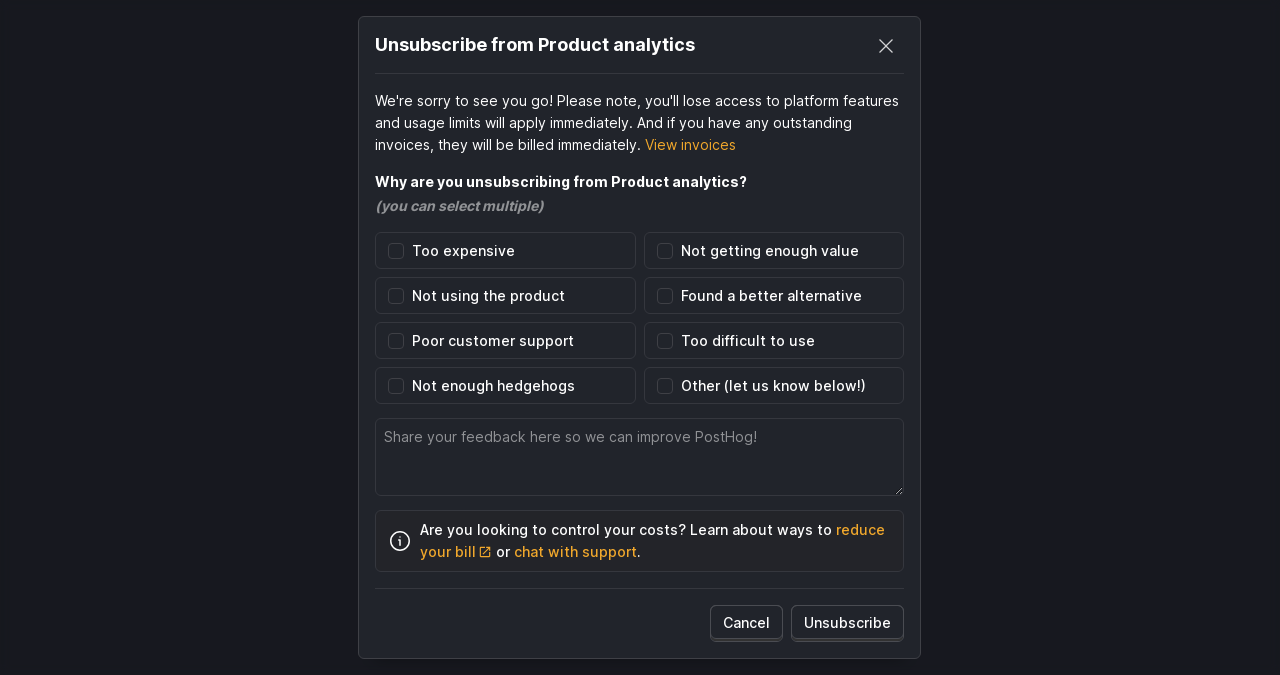 Unsubscribe from Product analytics
We're sorry to see you go! Please note, you'll lose access to platform features
and usage limits will apply immediately. And if you have any outstanding
invoices, they will be billed immediately. View invoices
Why are you unsubscribing from Product analytics?
(you can select multiple)
Too expensive
Not getting enough value
Not using the product
Found a better alternative
Poor customer support
Too difficult to use
Not enough hedgehogs
Other (let us know below!)
Share your feedback here so we can improve PostHog!
Are you looking to control your costs? Learn about ways to reduce
your bill or chat with support.
Cancel
Unsubscribe